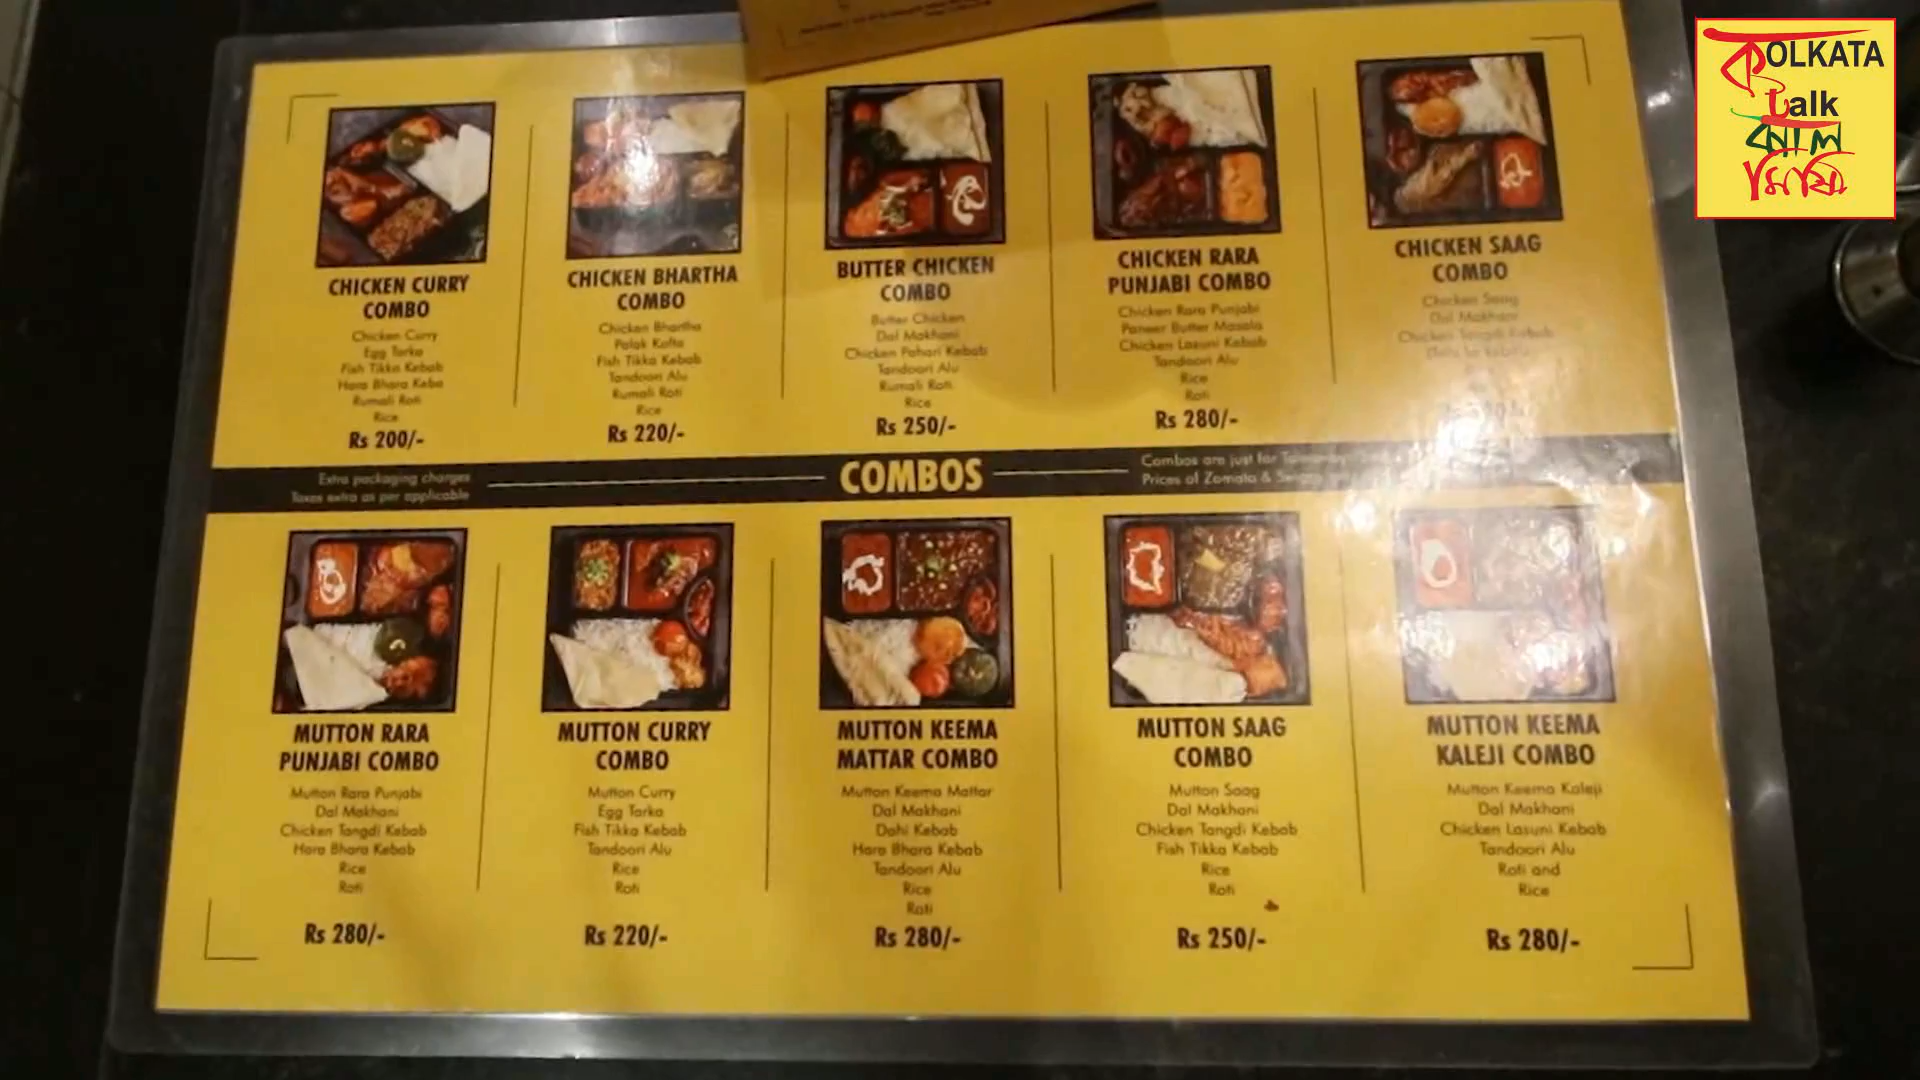 KOLKATA
talk
ঝাল
মিষ্টি
CHICKEN CURRY
COMBO
Chicken Curry
Egg Tarka
Fish Tikka Kebab
Hara Bhara Keba
Rumali Roti
Rice
Rs 200/-
CHICKEN BHARTHA
COMBO
Chicken Bhartha
Palak Kofta
Fish Tikka Kebab
Tandoori Alu
Rumali Roti
Rice
Rs 220/-
BUTTER CHICKEN
COMBO
Butter Chicken
Dal Makhani
Chicken Pahari Kebab
Tandoori Alu
Rumali Roti
Rice
Rs 250/-
CHICKEN RARA
PUNJABI COMBO
Chicken Rara Punjabi
Paneer Butter Masala
Chicken Lasuni Kebab
Tandoori Alu
Rice
Roti
Rs 280/-
CHICKEN SAAG
COMBO
Chicken Saag
Dal Makhani
Chicken Tangdi Kebab
Extra packaging charges
Taxes extra as per applicable
COMBOS
Combos are just for
Prices of Zomato &
MUTTON RARA
PUNJABI COMBO
Mutton Rara Punjabi
Dal Makhani
Chicken Tangdi Kebab
Hara Bhara Kebab
Rice
Roti
Rs 280/-
MUTTON CURRY
COMBO
Mutton Curry
Egg Tarka
Fish Tikka Kebab
Tandoori Alu
Rice
Roti
Rs 220/-
MUTTON KEEMA
MATTAR COMBO
Mutton Keema Mattar
Dal Makhani
Dahi Kebab
Hara Bhara Kebab
Tandoori Alu
Rice
Roti
Rs 280/-
MUTTON SAAG
COMBO
Mutton Saag
Dal Makhani
Chicken Tangdi Kebab
Fish Tikka Kebab
Rice
Roti
Rs 250/-
MUTTON KEEMA
KALEJI COMBO
Mutton Keema Kaleji
Dal Makhani
Chicken Lasuni Kebab
Tandoori Alu
Roti and
Rice
Rs 280/-